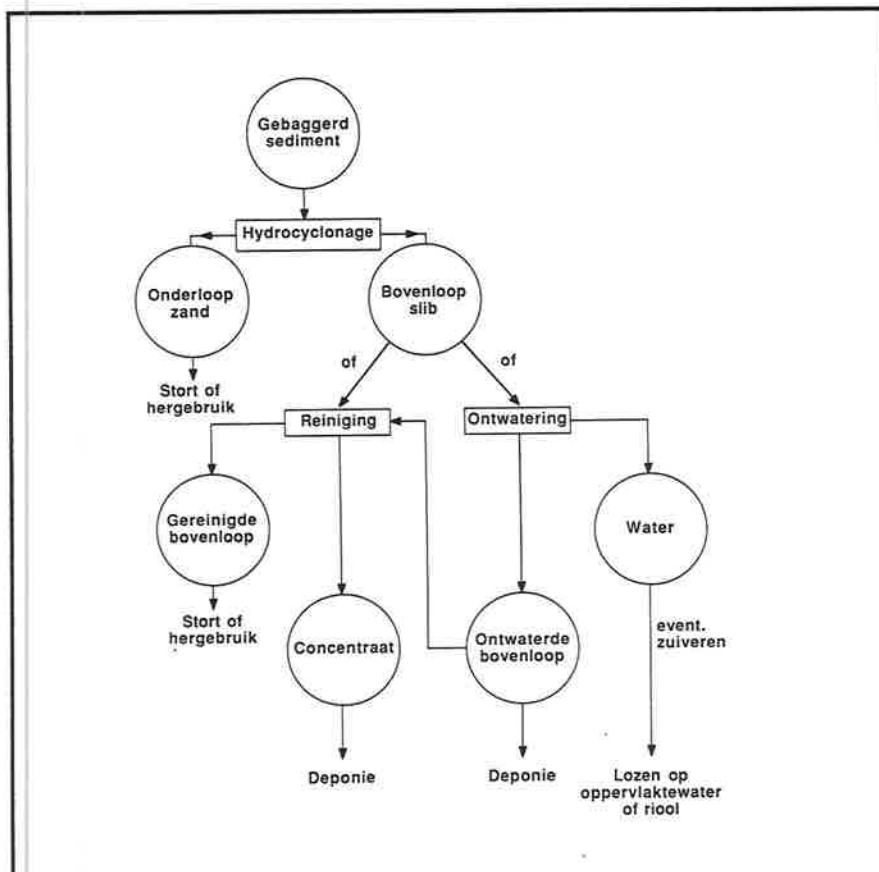 Gebaggerd
sediment
Hydrocyclonage
Onderloop
zand
Bovenloop
slib
of
of
Stort of
hergebruik
Reiniging
Ontwatering
Gereinigde
bovenloop
Water
Stort of
hergebruik
Concentraat
Ontwaterde
bovenloop
event.
zuiveren
Deponie
Deponie
Lozen op
oppervlaktewater
of riool